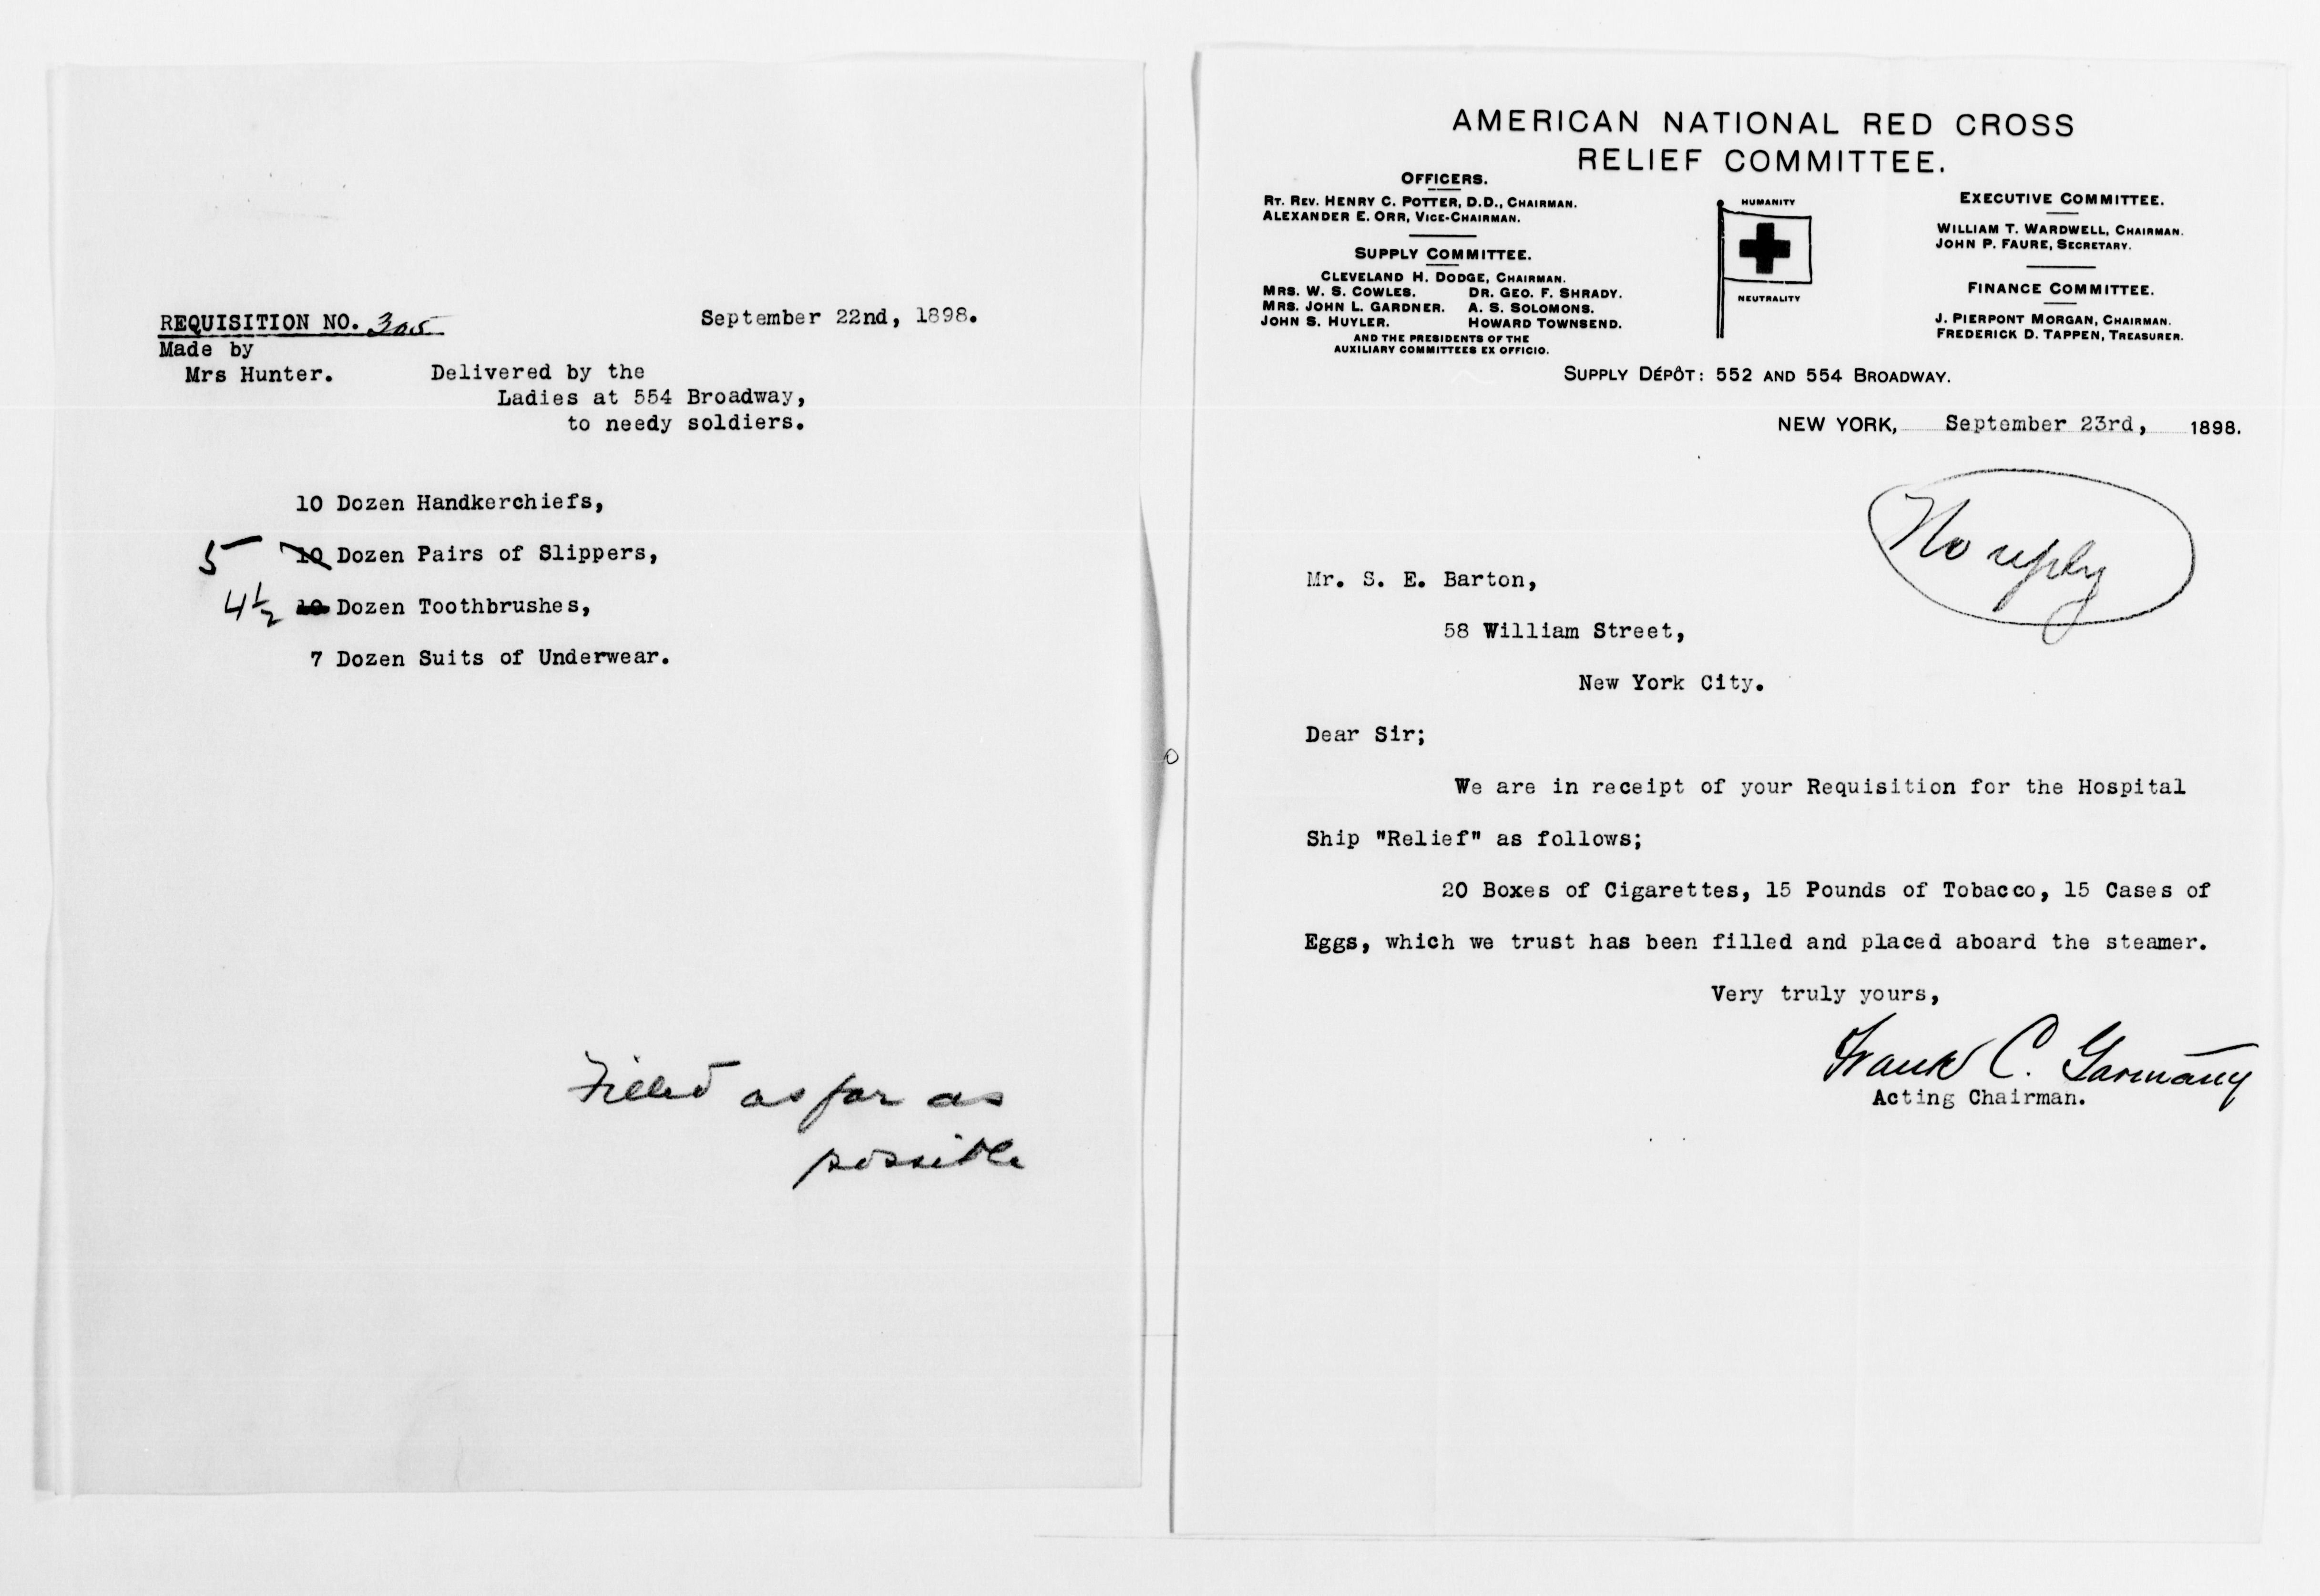 REQUISITION NO. 305
September 22nd, 1898.
Made by
Mrs Hunter.
Delivered by the
Ladies at 554 Broadway,
to needy soldiers.
10 Dozen Handkerchiefs,
5 10 Dozen Pairs of Slippers,
4½ 10 Dozen Toothbrushes,
7 Dozen Suits of Underwear.
Filled as far as
possible
AMERICAN NATIONAL RED CROSS
RELIEF COMMITTEE.
OFFICERS.
RT. REV. HENRY C. POTTER, D.D., CHAIRMAN.
ALEXANDER E. ORR, VICE-CHAIRMAN.
SUPPLY COMMITTEE.
CLEVELAND H. DODGE, CHAIRMAN.
MRS. W. S. COWLES. DR. GEO. F. SHRADY.
MRS. JOHN L. GARDNER. A. S. SOLOMONS.
JOHN S. HUYLER. HOWARD TOWNSEND.
AND THE PRESIDENTS OF THE
AUXILIARY COMMITTEES EX OFFICIO.
HUMANITY
NEUTRALITY
EXECUTIVE COMMITTEE.
WILLIAM T. WARDWELL, CHAIRMAN.
JOHN P. FAURE, SECRETARY.
FINANCE COMMITTEE.
J. PIERPONT MORGAN, CHAIRMAN.
FREDERICK D. TAPPEN, TREASURER.
SUPPLY DÉPÔT: 552 AND 554 BROADWAY.
NEW YORK, September 23rd, 1898.
No reply
Mr. S. E. Barton,
58 William Street,
New York City.
Dear Sir;
We are in receipt of your Requisition for the Hospital
Ship "Relief" as follows;
20 Boxes of Cigarettes, 15 Pounds of Tobacco, 15 Cases of
Eggs, which we trust has been filled and placed aboard the steamer.
Very truly yours,
Frank C. Garmany
Acting Chairman.